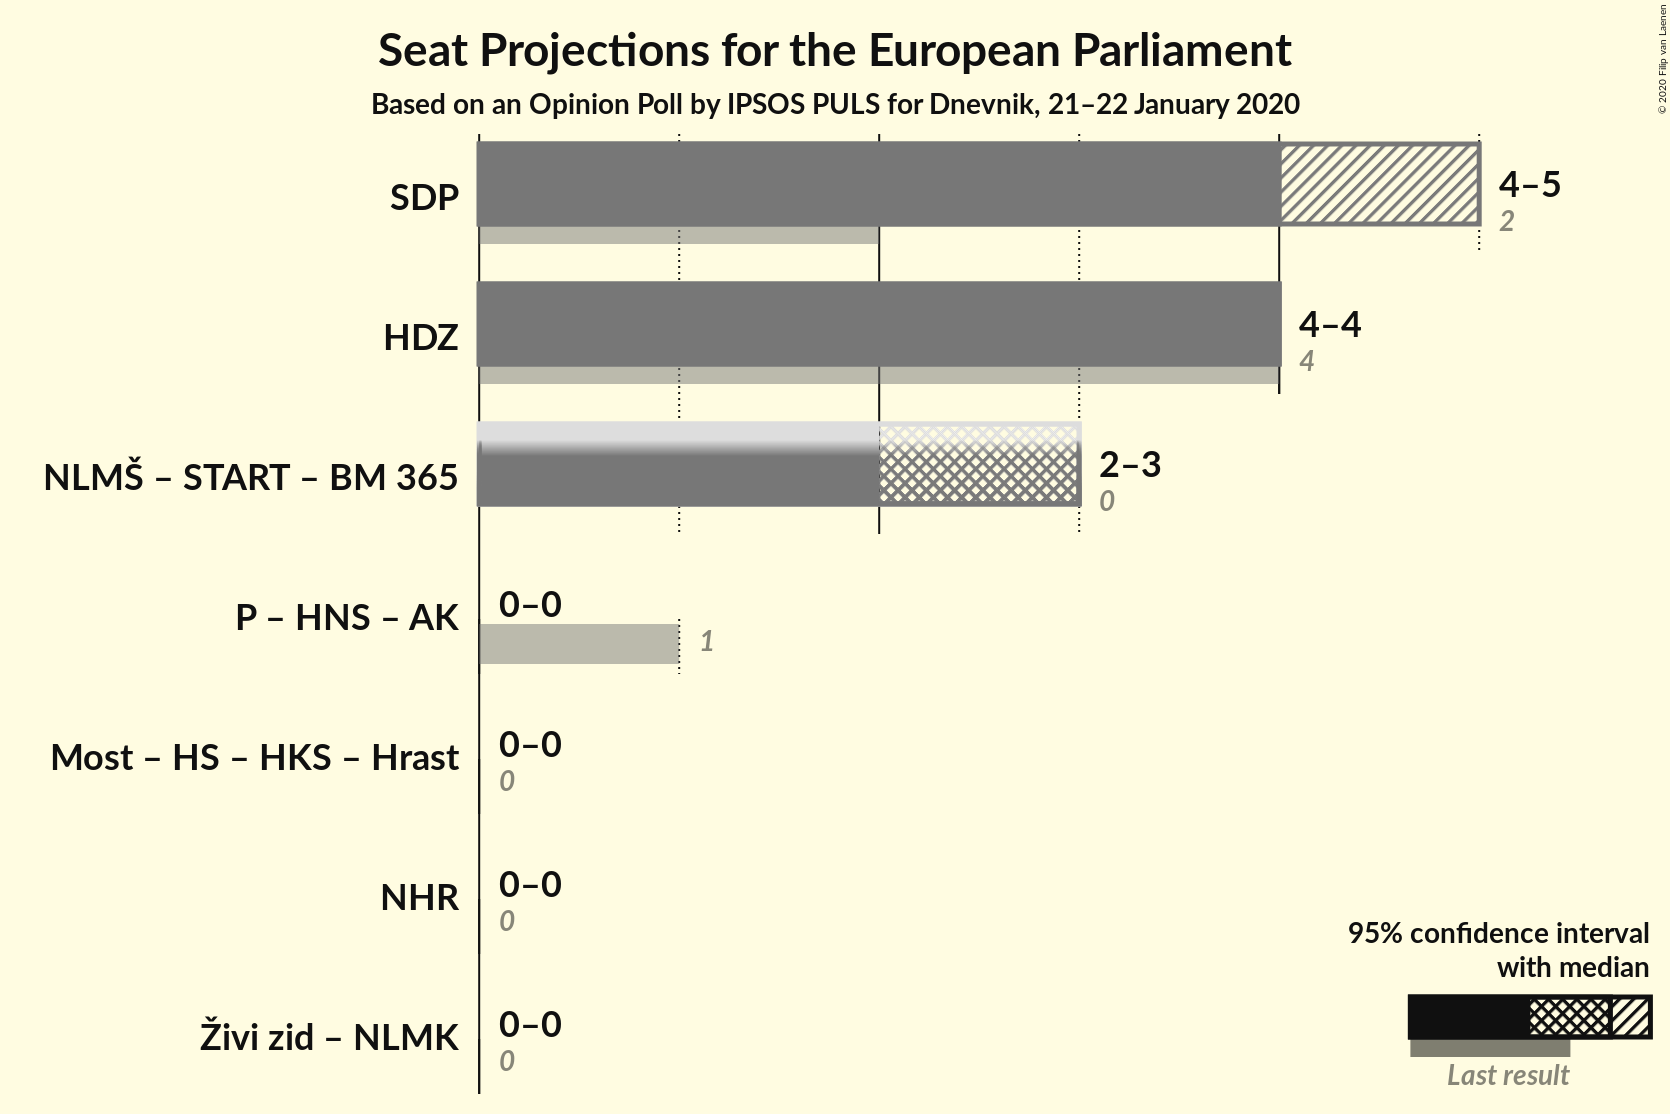 Seat Projections for the European Parliament
Based on an Opinion Poll by IPSOS PULS for Dnevnik, 21–22 January 2020
© 2020 Filip van Laenen
SDP
4–5
2
HDZ
4–4
4
NLMŠ – START – BM 365
2–3
0
P – HNS – AK
0–0
1
Most – HS – HKS – Hrast
0–0
0
NHR
0–0
0
Živi zid – NLMK
0–0
0
95% confidence interval
with median
Last result